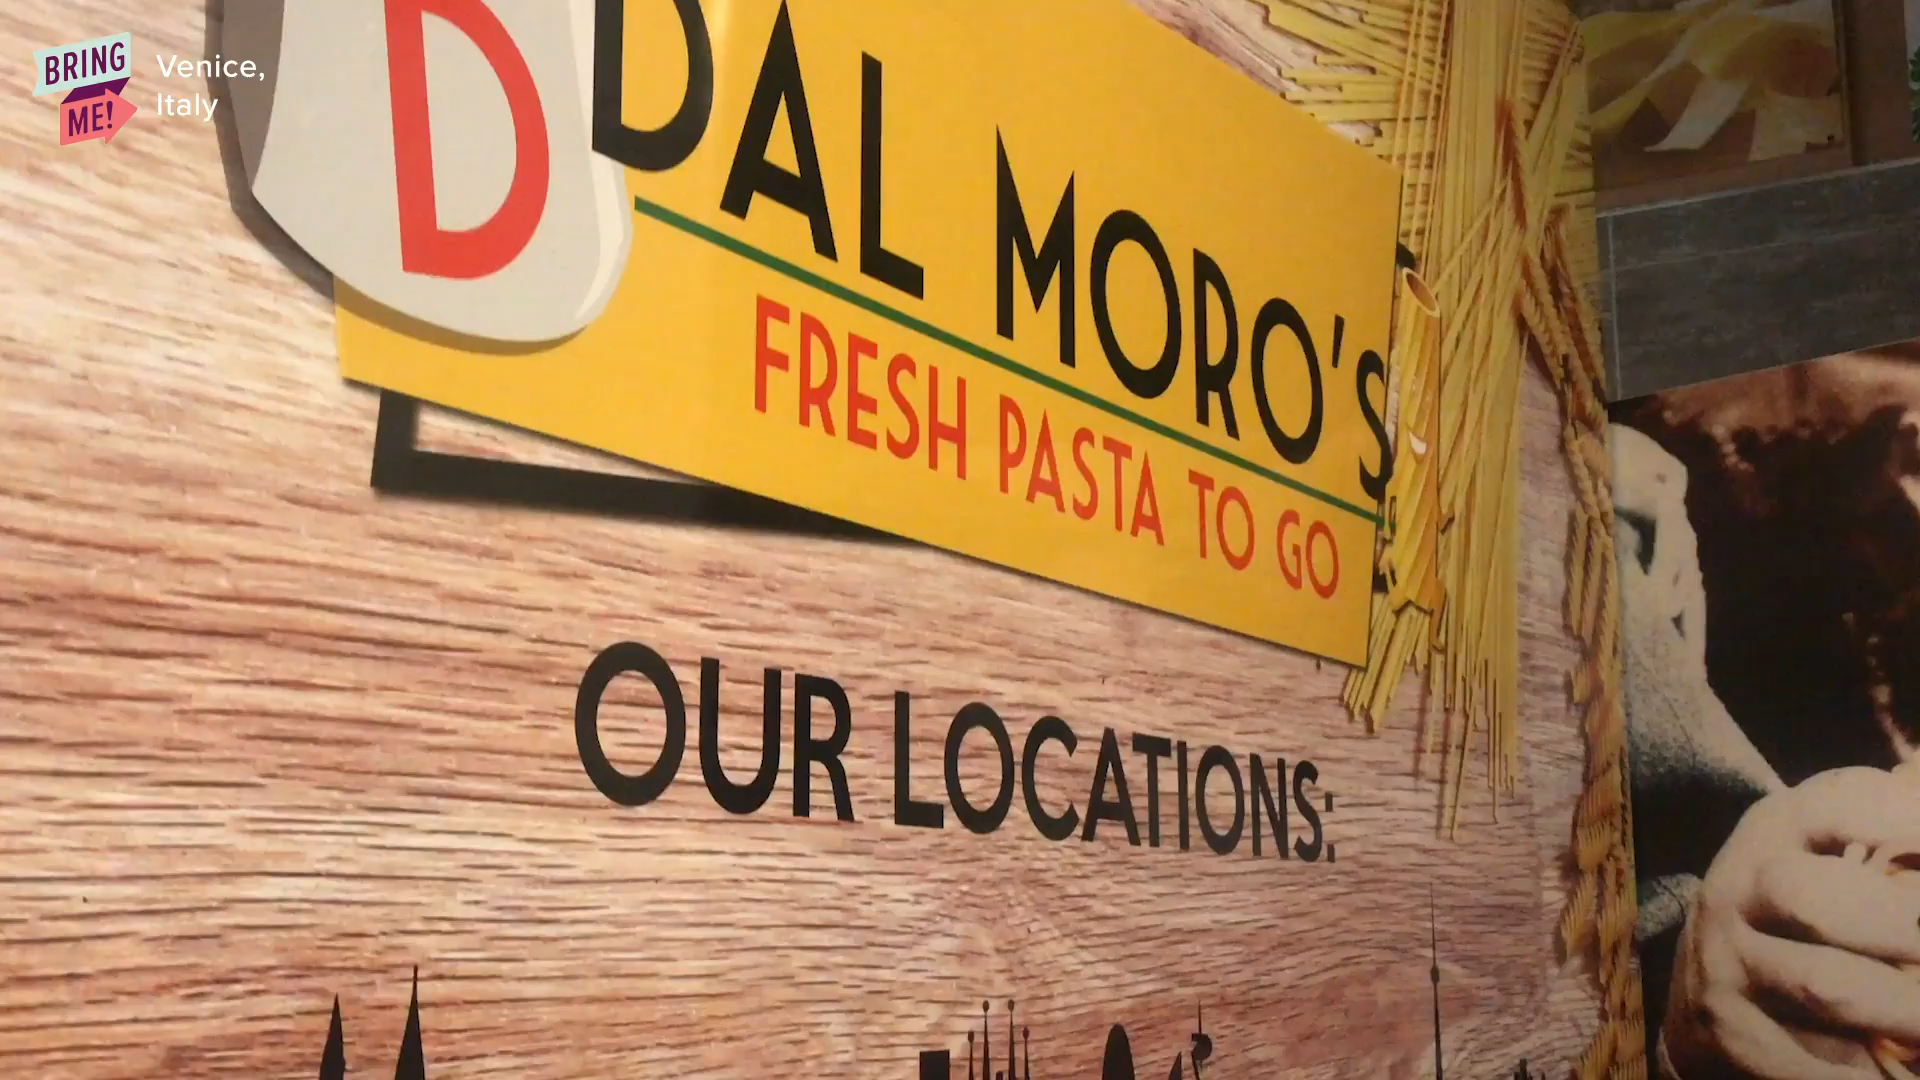 BRING
ME!
Venice,
Italy
D
DAL MORO'S
FRESH PASTA TO GO
OUR LOCATIONS: